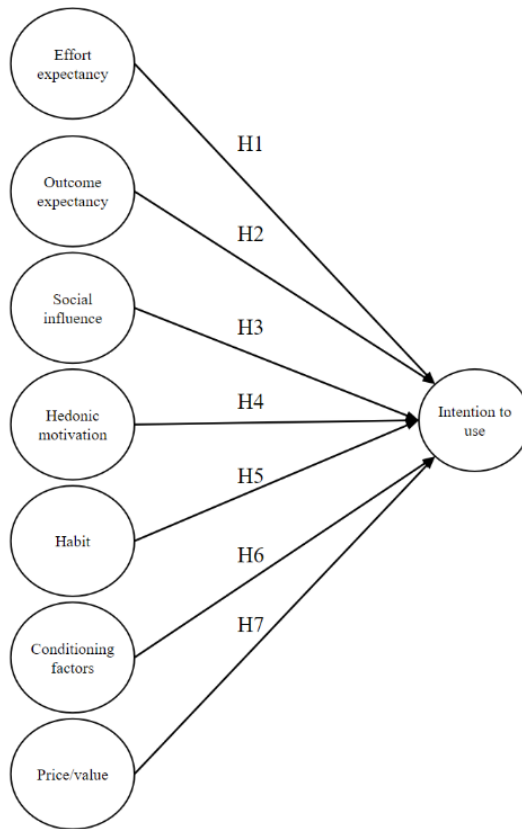 Effort
expectancy
H1
Outcome
expectancy
H2
Social
influence
H3
Hedonic
motivation
H4
Intention to
use
Habit
H5
Conditioning
factors
H6
H7
Price/value